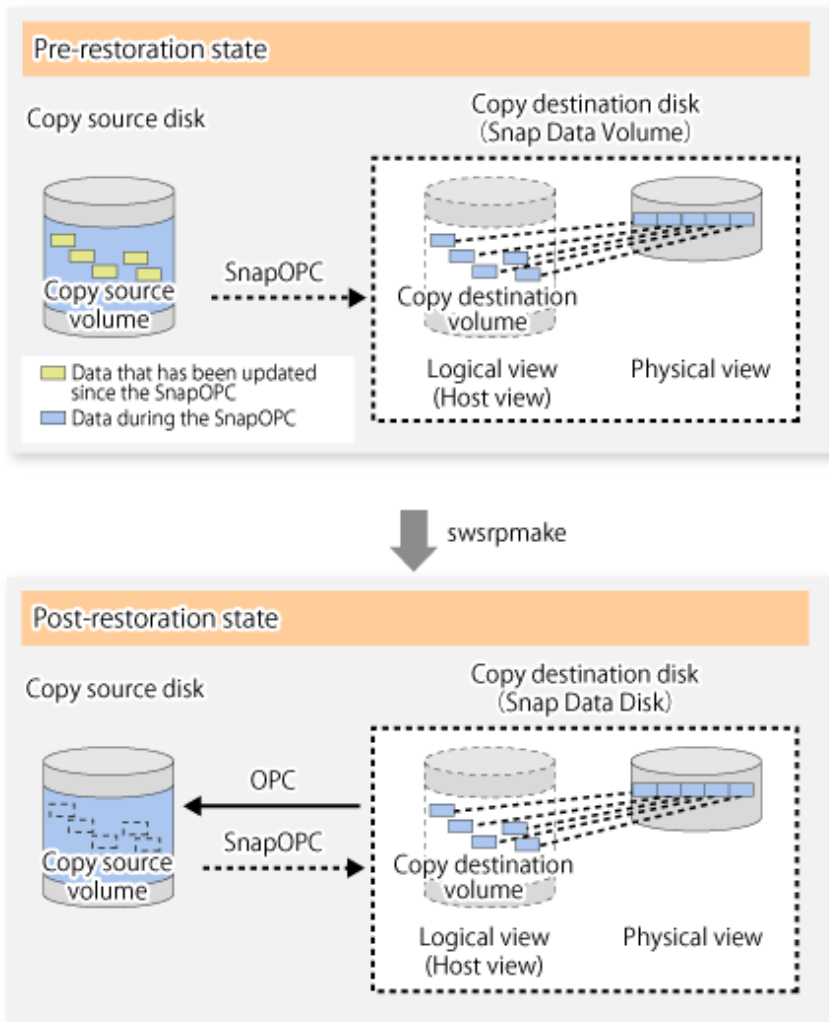 Pre-restoration state
Copy source disk
Copy destination disk
(Snap Data Volume)
SnapOPC
Copy source
volume
Copy destination
volume
Logical view
(Host view)
Physical view
Data that has been updated
since the SnapOPC
Data during the SnapOPC
swsrpmake
Post-restoration state
Copy source disk
Copy destination disk
(Snap Data Disk)
OPC
SnapOPC
Copy source
volume
Copy destination
volume
Logical view
(Host view)
Physical view